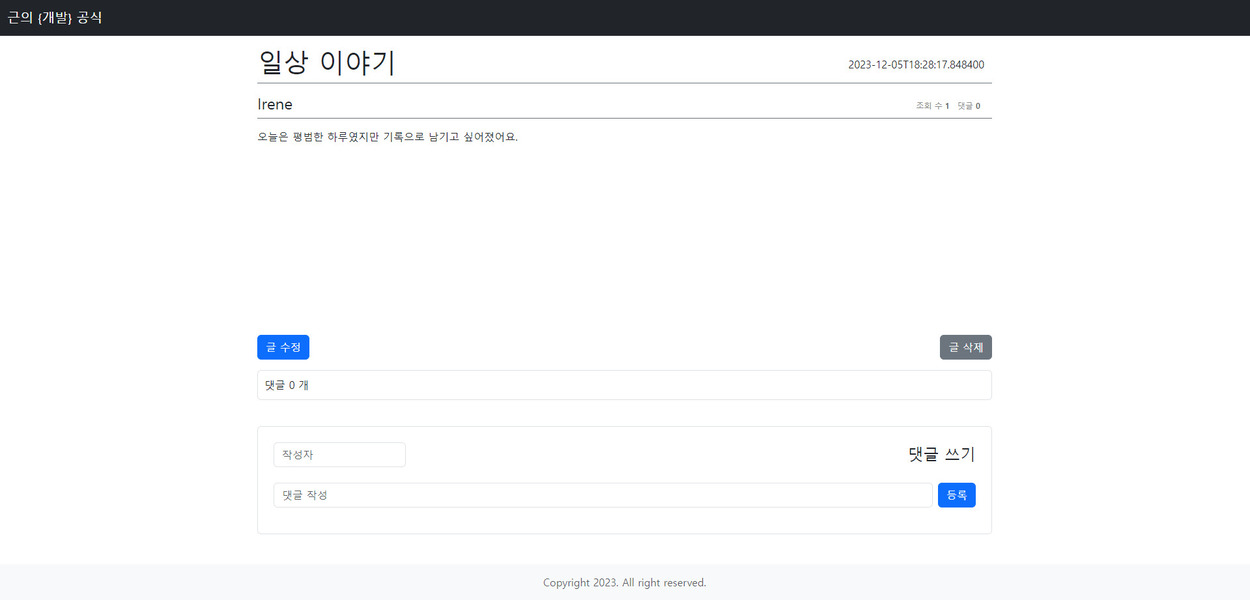 근의 {개발} 공식
일상 이야기 2023-12-05T18:28:17.848400
Irene 조회 수 1 댓글 0
오늘은 평범한 하루였지만 기록으로 남기고 싶어졌어요.
글 수정 글 삭제
댓글 0 개
작성자 댓글 쓰기
댓글 작성 등록
Copyright 2023. All right reserved.